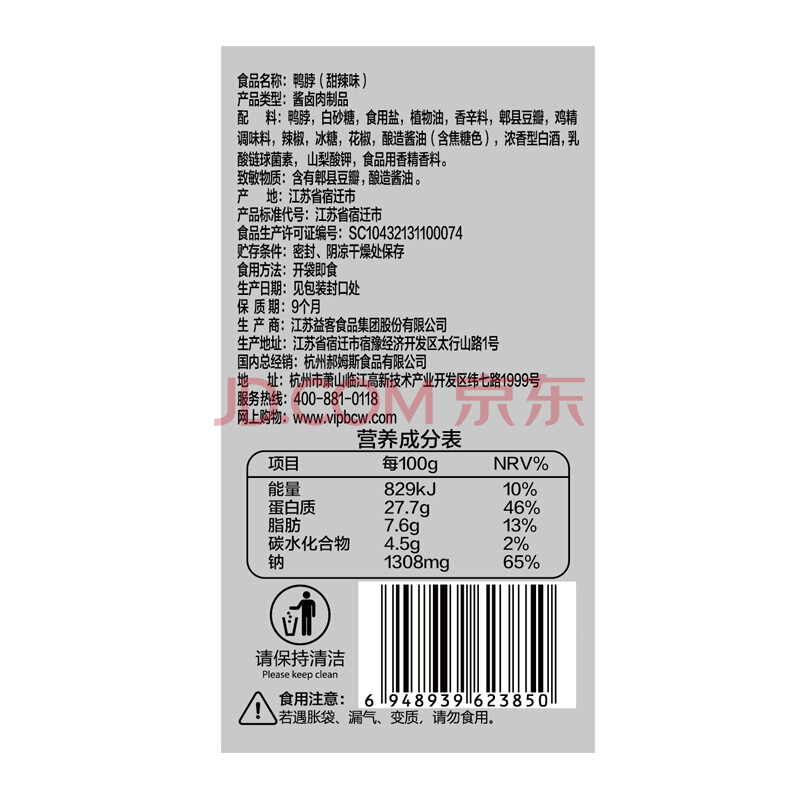 食品名称：鸭脖（甜辣味）
产品类型：酱卤肉制品
配　料：鸭脖，白砂糖，食用盐，植物油，香辛料，郫县豆瓣，鸡精
调味料，辣椒，冰糖，花椒，酿造酱油（含焦糖色），浓香型白酒，乳
酸链球菌素，山梨酸钾，食品用香精香料。
致敏物质：含有郫县豆瓣，酿造酱油。
产　地：江苏省宿迁市
产品标准代号：江苏省宿迁市
食品生产许可证编号：SC10432131100074
贮存条件：密封、阴凉干燥处保存
食用方法：开袋即食
生产日期：见包装封口处
保 质 期：9个月
生 产 商：江苏益客食品集团股份有限公司
生产地址：江苏省宿迁市宿豫经济开发区太行山路1号
国内总经销：杭州郝姆斯食品有限公司
地　址：杭州市萧山临江高新技术产业开发区纬七路1999号
服务热线：400-881-0118
网上购物：www.vipbcw.com
JD.COM 京东
营养成分表
项目 每100g NRV%
能量 829kJ 10%
蛋白质 27.7g 46%
脂肪 7.6g 13%
碳水化合物 4.5g 2%
钠 1308mg 65%
请保持清洁
Please keep clean
食用注意：
若遇胀袋、漏气、变质，请勿食用。
6 948939 623850